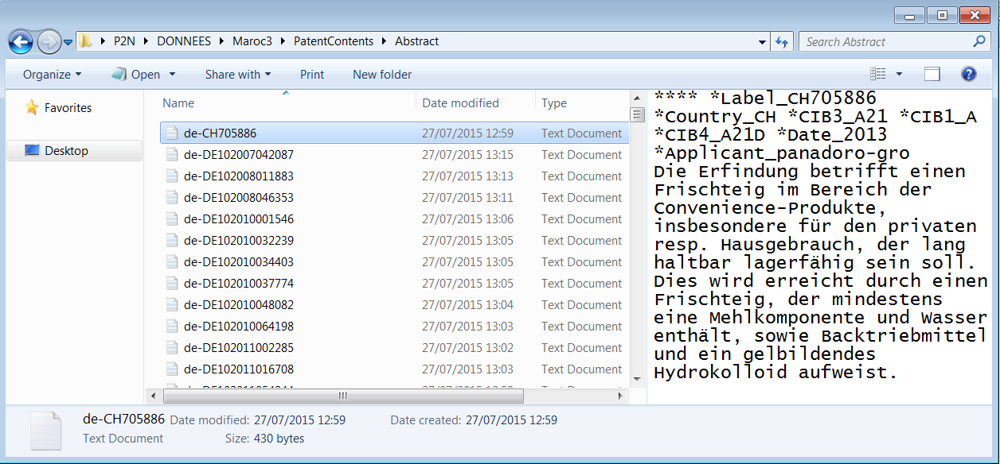 P2N DONNEES Maroc3 PatentContents Abstract
Search Abstract
Organize Open Share with Print New folder
Favorites
Desktop
Name Date modified Type
de-CH705886 27/07/2015 12:59 Text Document
de-DE102007042087 27/07/2015 13:15 Text Document
de-DE102008011883 27/07/2015 13:13 Text Document
de-DE102008046353 27/07/2015 13:11 Text Document
de-DE102010001546 27/07/2015 13:06 Text Document
de-DE102010032239 27/07/2015 13:05 Text Document
de-DE102010034403 27/07/2015 13:05 Text Document
de-DE102010037774 27/07/2015 13:05 Text Document
de-DE102010048082 27/07/2015 13:04 Text Document
de-DE102010064198 27/07/2015 13:03 Text Document
de-DE102011002285 27/07/2015 13:02 Text Document
de-DE102011016708 27/07/2015 13:03 Text Document
**** *Label_CH705886
*Country_CH *CIB3_A21 *CIB1_A
*CIB4_A21D *Date_2013
*Applicant_panadoro-gro
Die Erfindung betrifft einen
Frischteig im Bereich der
Convenience-Produkte,
insbesondere für den privaten
resp. Hausgebrauch, der lang
haltbar lagerfähig sein soll.
Dies wird erreicht durch einen
Frischteig, der mindestens
eine Mehlkomponente und Wasser
enthält, sowie Backtriebmittel
und ein gelbildendes
Hydrokolloid aufweist.
de-CH705886 Date modified: 27/07/2015 12:59 Date created: 27/07/2015 12:59
Text Document Size: 430 bytes